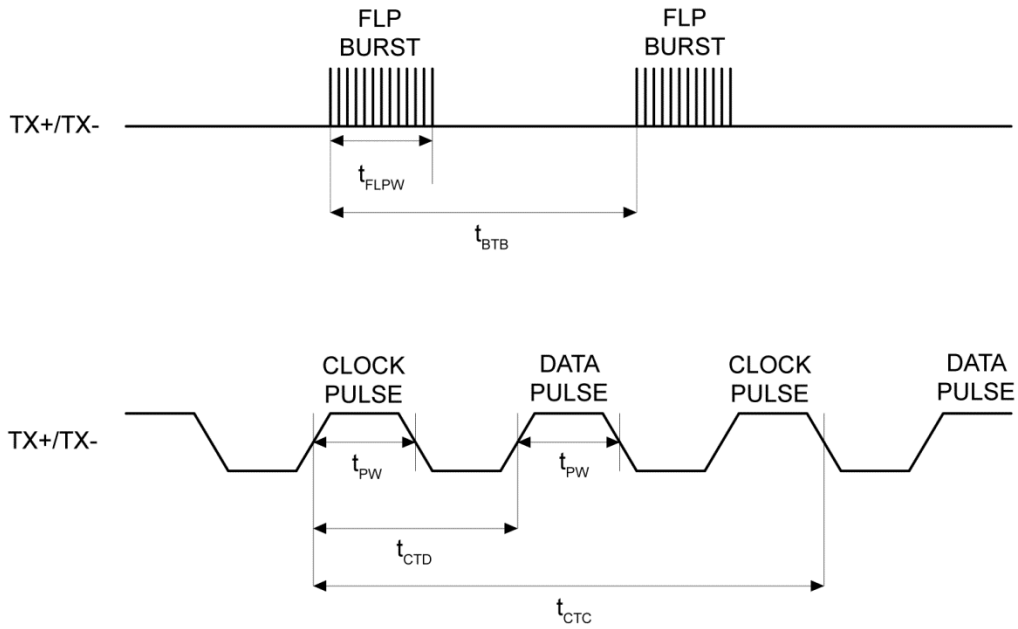 FLP
BURST
FLP
BURST
TX+/TX-
tFLPW
tBTB
CLOCK
PULSE
DATA
PULSE
CLOCK
PULSE
DATA
PULSE
TX+/TX-
tPW
tPW
tCTD
tCTC